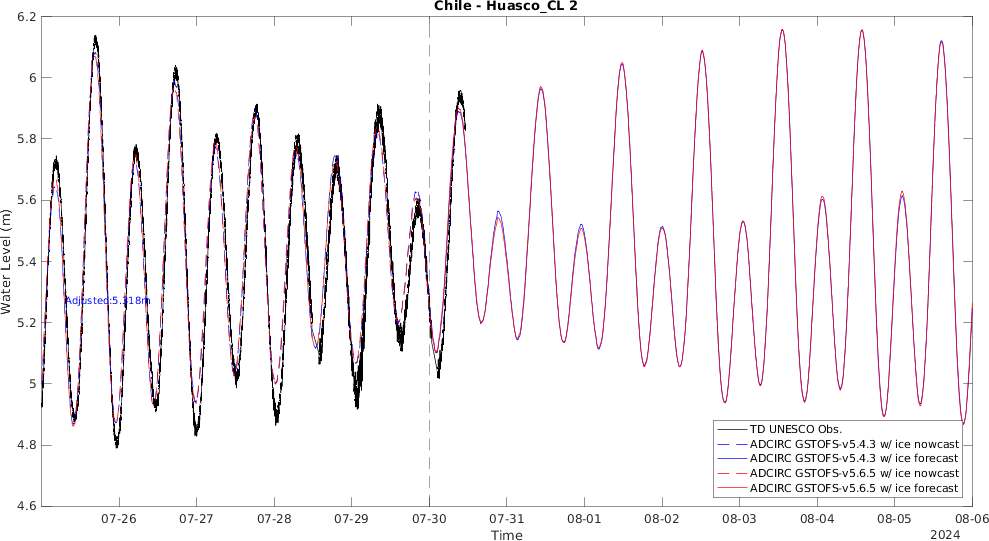 Chile - Huasco_CL 2
6.2
6
5.8
5.6
5.4
5.2
5
4.8
4.6
Water Level (m)
Adjusted:5.318m
TD UNESCO Obs.
ADCIRC GSTOFS-v5.4.3 w/ ice nowcast
ADCIRC GSTOFS-v5.4.3 w/ ice forecast
ADCIRC GSTOFS-v5.6.5 w/ ice nowcast
ADCIRC GSTOFS-v5.6.5 w/ ice forecast
07-26 07-27 07-28 07-29 07-30 07-31 08-01 08-02 08-03 08-04 08-05 08-06
Time
2024